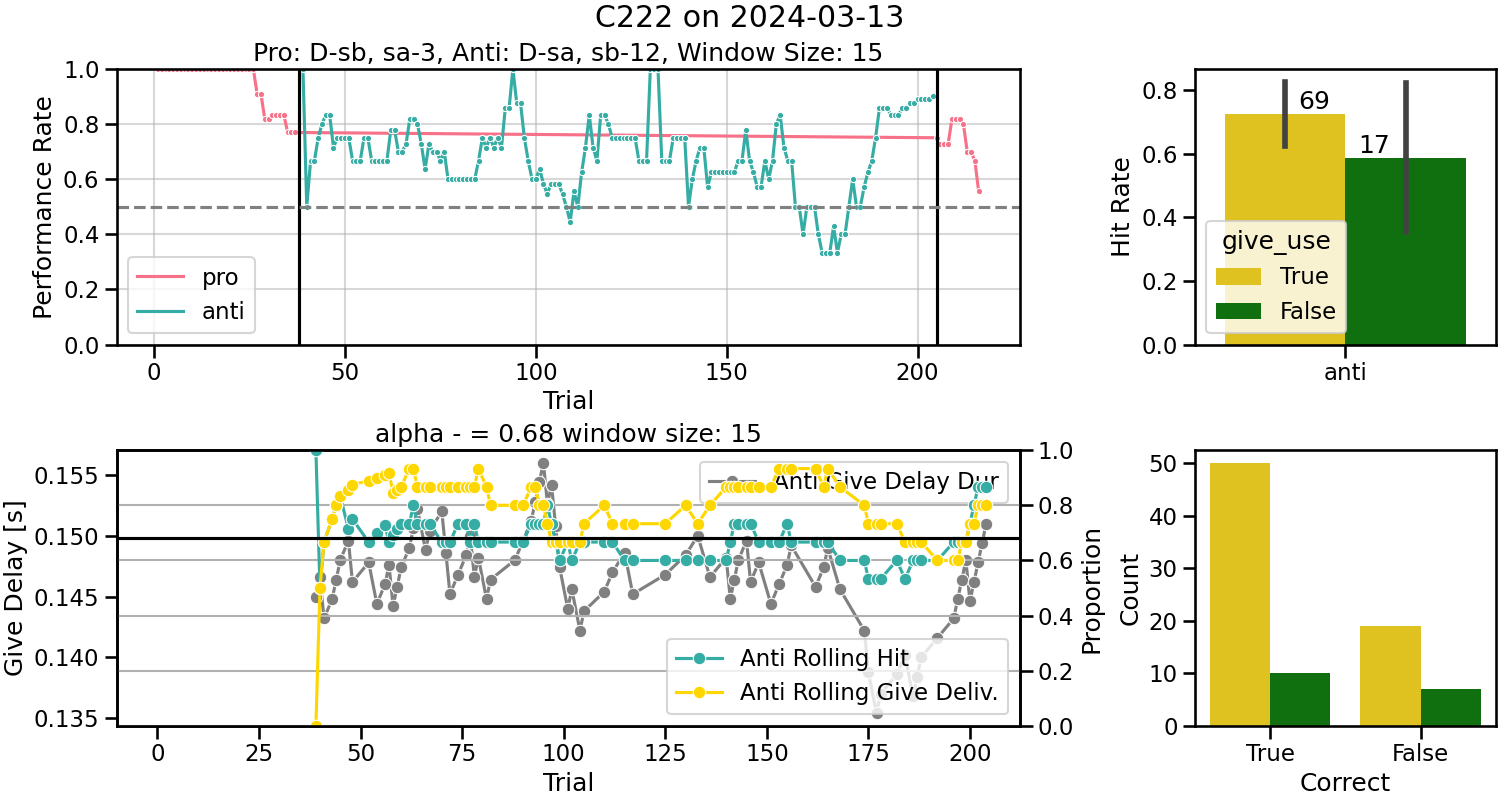 C222 on 2024-03-13
Pro: D-sb, sa-3, Anti: D-sa, sb-12, Window Size: 15
Performance Rate
1.0
0.8
0.6
0.4
0.2
0.0
pro
anti
0 50 100 150 200
Trial
Hit Rate
0.8
0.6
0.4
0.2
0.0
69
17
give_use
True
False
anti
alpha - = 0.68 window size: 15
Give Delay [s]
0.155
0.150
0.145
0.140
0.135
Anti Give Delay Dur
Anti Rolling Hit
Anti Rolling Give Deliv.
1.0
0.8
0.6
0.4
0.2
0.0
Proportion
0 25 50 75 100 125 150 175 200
Trial
Count
50
40
30
20
10
0
True False
Correct